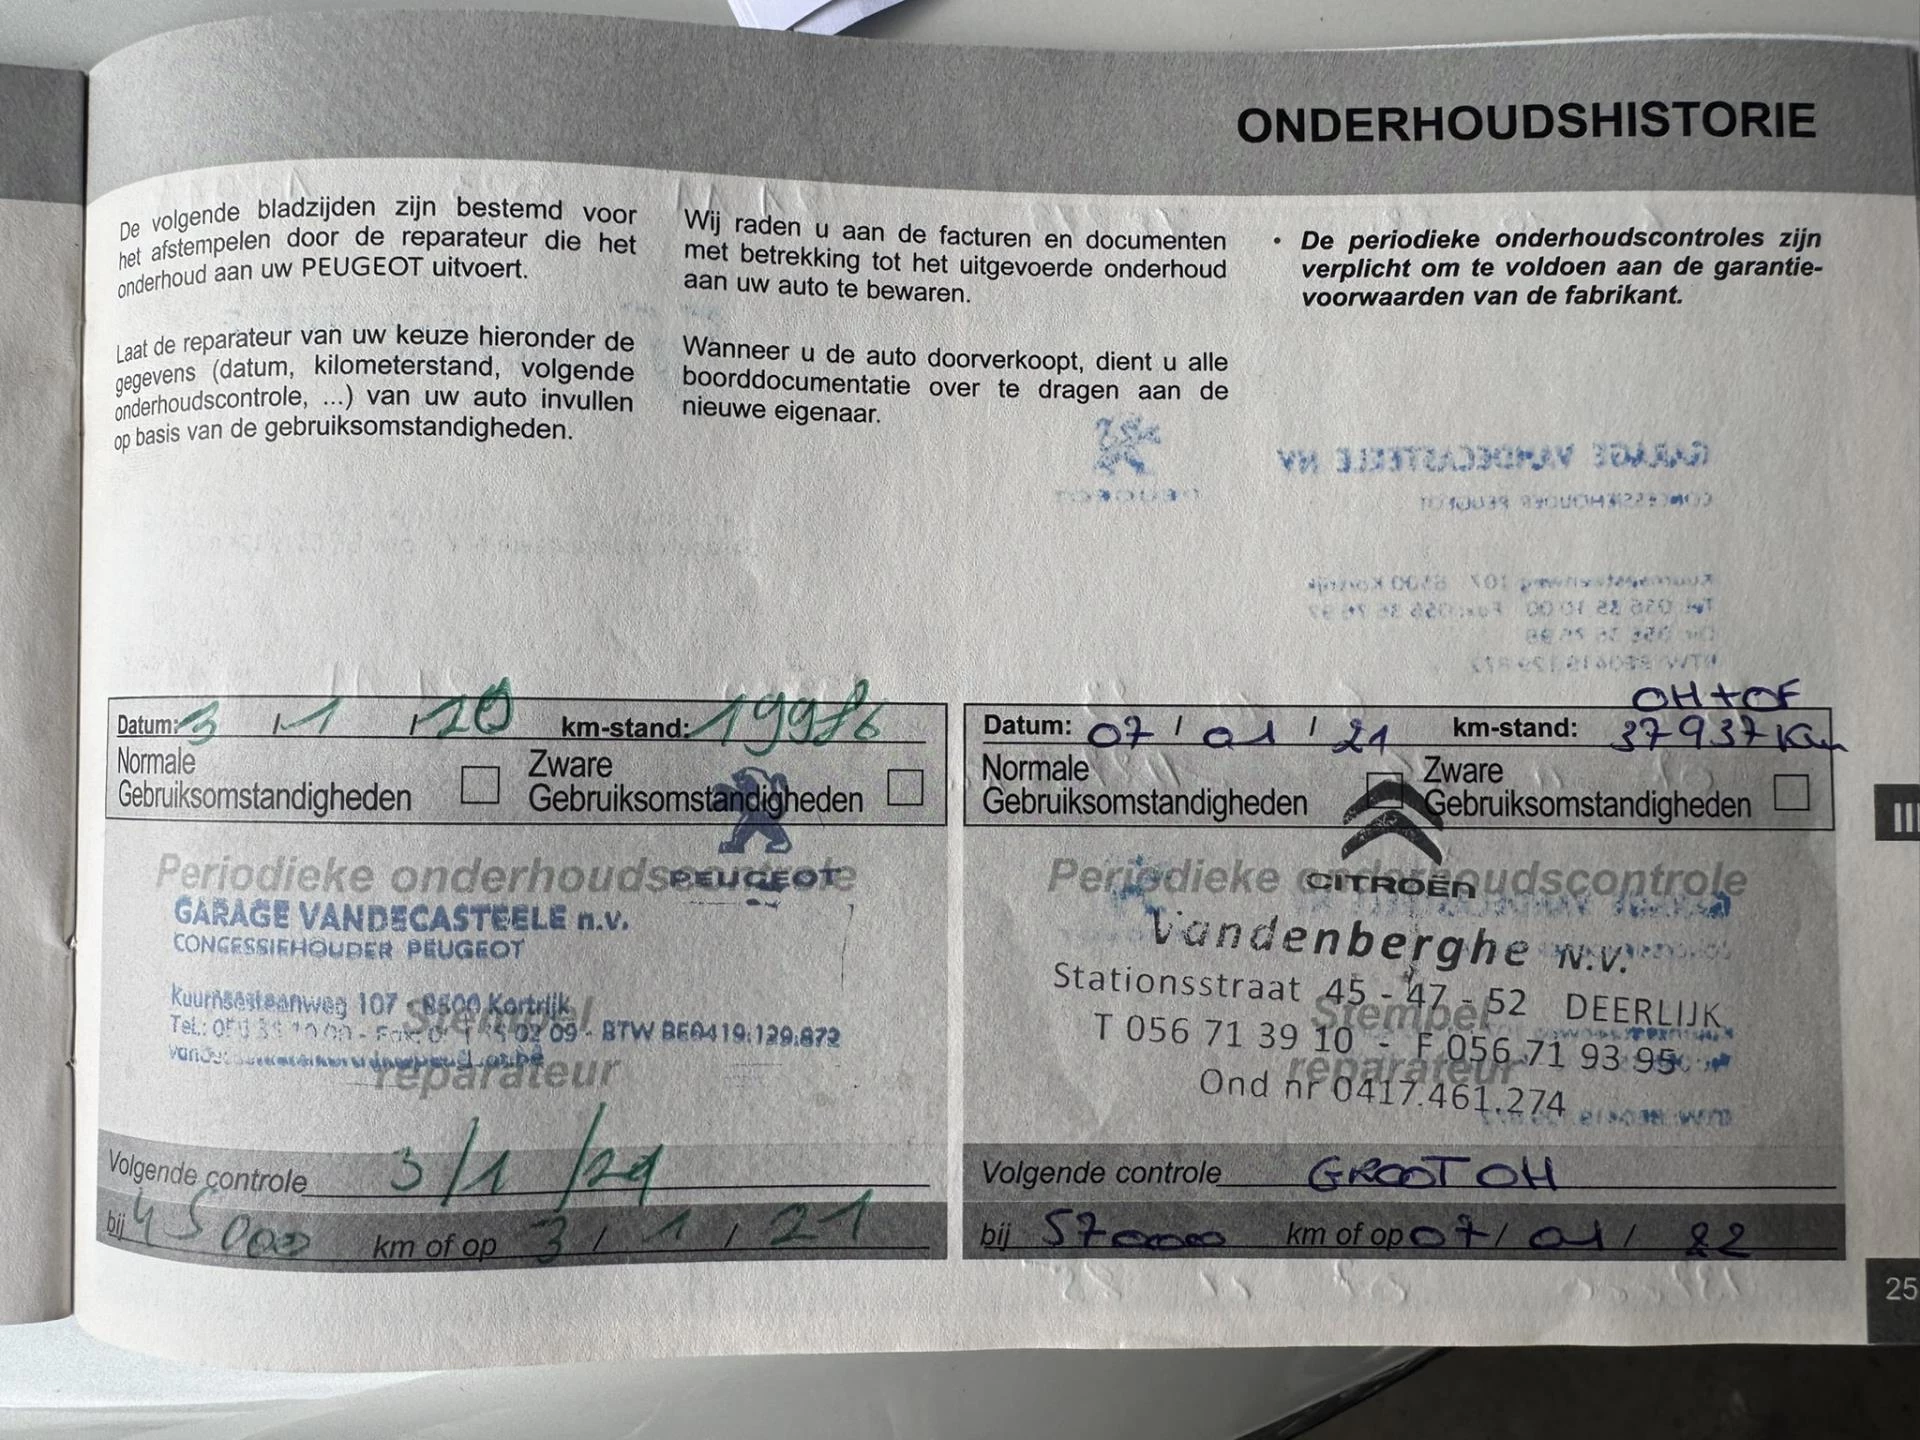 ONDERHOUDSHISTORIE
De volgende bladzijden zijn bestemd voor
het afstempelen door de reparateur die het
onderhoud aan uw PEUGEOT uitvoert.
Laat de reparateur van uw keuze hieronder de
gegevens (datum, kilometerstand, volgende
onderhoudscontrole, ...) van uw auto invullen
op basis van de gebruiksomstandigheden.
Wij raden u aan de facturen en documenten
met betrekking tot het uitgevoerde onderhoud
aan uw auto te bewaren.
Wanneer u de auto doorverkoopt, dient u alle
boorddocumentatie over te dragen aan de
nieuwe eigenaar.
• De periodieke onderhoudscontroles zijn
verplicht om te voldoen aan de garantie-
voorwaarden van de fabrikant.
Datum: 3 / 1 / 20 km-stand: 19986
Normale
Gebruiksomstandigheden
Zware
Gebruiksomstandigheden
Periodieke onderhoudscontrole
PEUGEOT
GARAGE VANDECASTEELE n.v.
CONCESSIEHOUDER PEUGEOT
Kuurnsesteenweg 107 - 8500 Kortrijk
Stempel
Tel.: - BTW BE0419.129.872
reparateur
Volgende controle 3/1/21
bij 45000 km of op 3 / 1 / 21
OH + OF
Datum: 07 / 01 / 21 km-stand: 37937 km
Normale
Gebruiksomstandigheden
Zware
Gebruiksomstandigheden
Periodieke onderhoudscontrole
CITROËN
Vandenberghe N.V.
Stationsstraat 45 - 47 - 52 DEERLIJK
Stempel
T 056 71 39 10 - F 056 71 93 95
reparateur
Ond nr 0417.461.274
Volgende controle GROOT OH
bij 57000 km of op 07 / 01 / 22
III
25